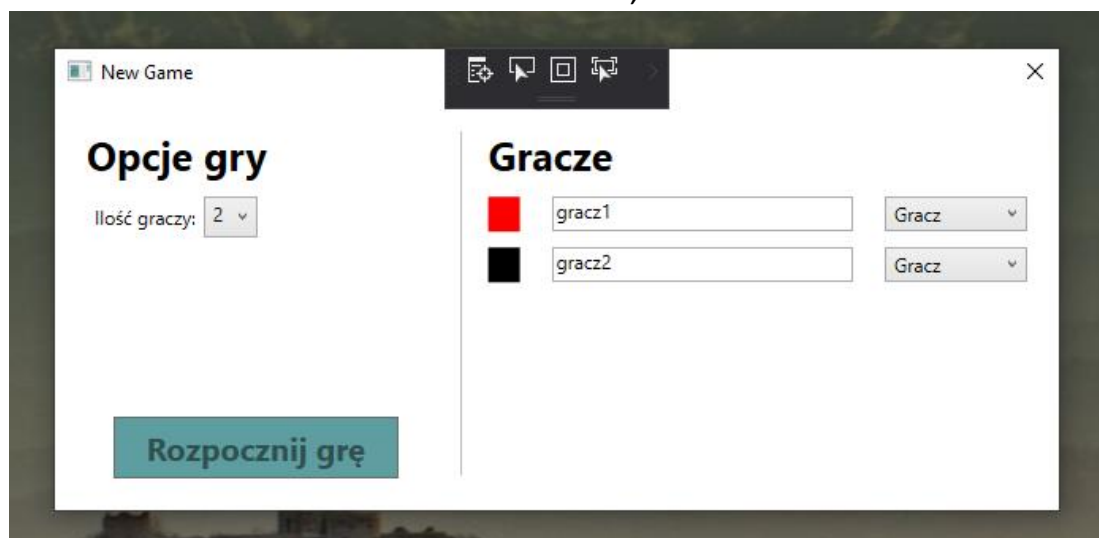 New Game
Opcje gry
Ilość graczy: 2
Rozpocznij grę
Gracze
gracz1 Gracz
gracz2 Gracz